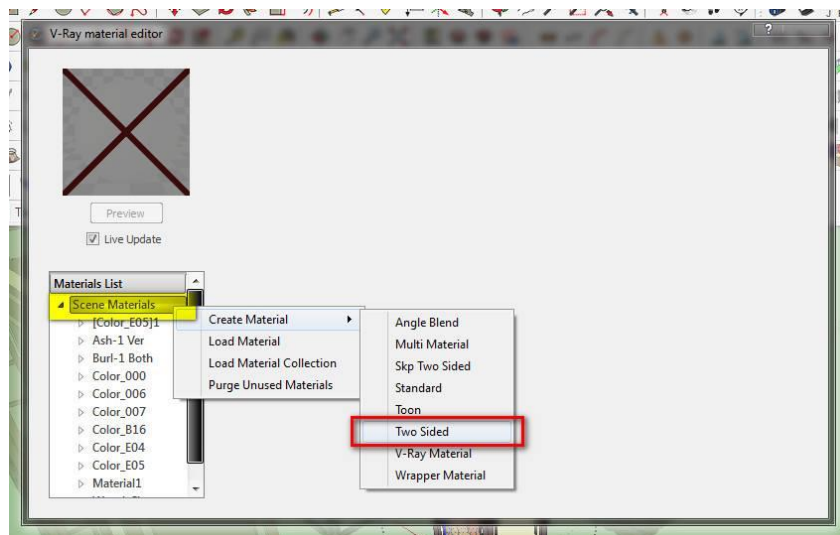 V-Ray material editor
?
Preview
Live Update
Materials List
Scene Materials
[Color_E05]1
Ash-1 Ver
Burl-1 Both
Color_000
Color_006
Color_007
Color_B16
Color_E04
Color_E05
Material1
Create Material
Load Material
Load Material Collection
Purge Unused Materials
Angle Blend
Multi Material
Skp Two Sided
Standard
Toon
Two Sided
V-Ray Material
Wrapper Material